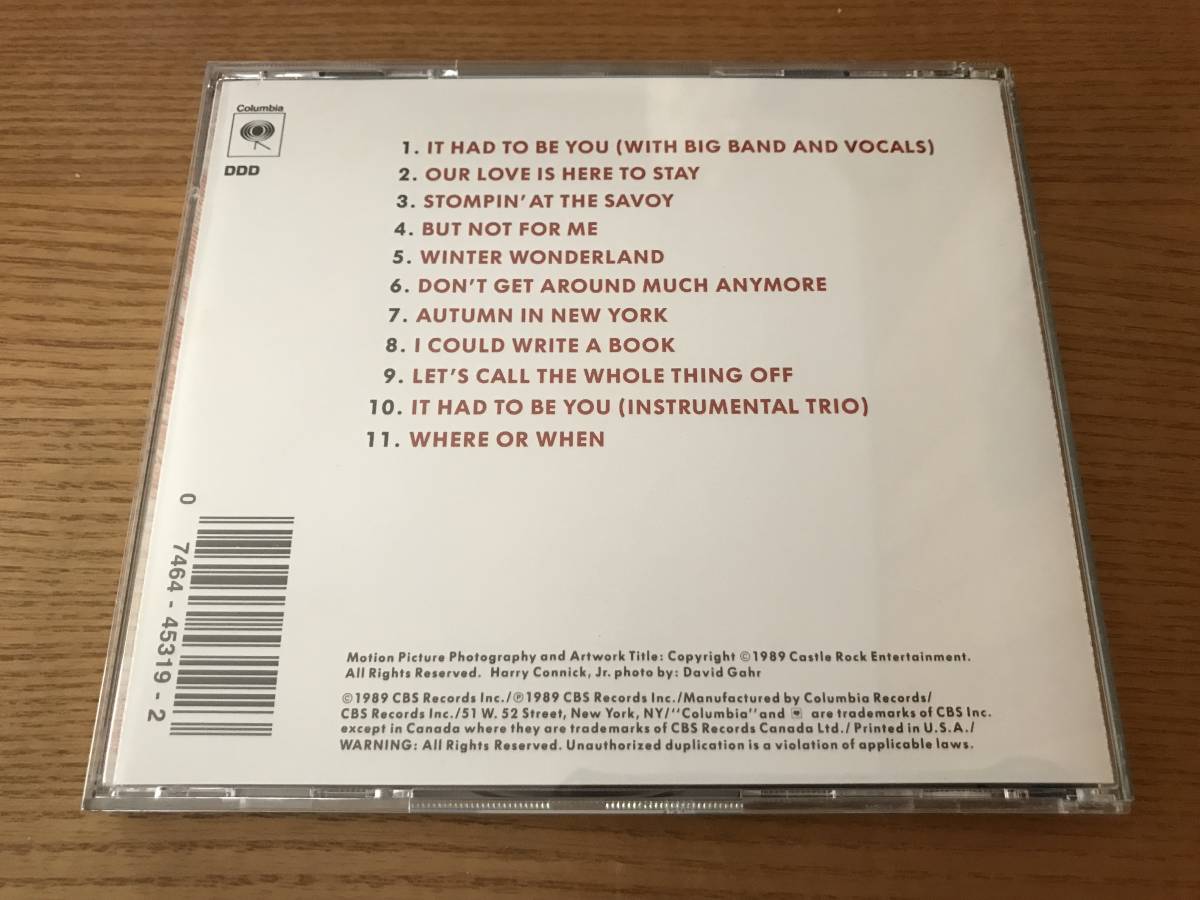 Columbia
DDD
1. IT HAD TO BE YOU (WITH BIG BAND AND VOCALS)
2. OUR LOVE IS HERE TO STAY
3. STOMPIN' AT THE SAVOY
4. BUT NOT FOR ME
5. WINTER WONDERLAND
6. DON'T GET AROUND MUCH ANYMORE
7. AUTUMN IN NEW YORK
8. I COULD WRITE A BOOK
9. LET'S CALL THE WHOLE THING OFF
10. IT HAD TO BE YOU (INSTRUMENTAL TRIO)
11. WHERE OR WHEN
0
7464-45319-2
Motion Picture Photography and Artwork Title: Copyright ©1989 Castle Rock Entertainment.
All Rights Reserved. Harry Connick, Jr. photo by: David Gahr
©1989 CBS Records Inc./℗1989 CBS Records Inc./Manufactured by Columbia Records/
CBS Records Inc./51 W. 52 Street, New York, NY/"Columbia" and are trademarks of CBS Inc.
except in Canada where they are trademarks of CBS Records Canada Ltd./Printed in U.S.A./
WARNING: All Rights Reserved. Unauthorized duplication is a violation of applicable laws.